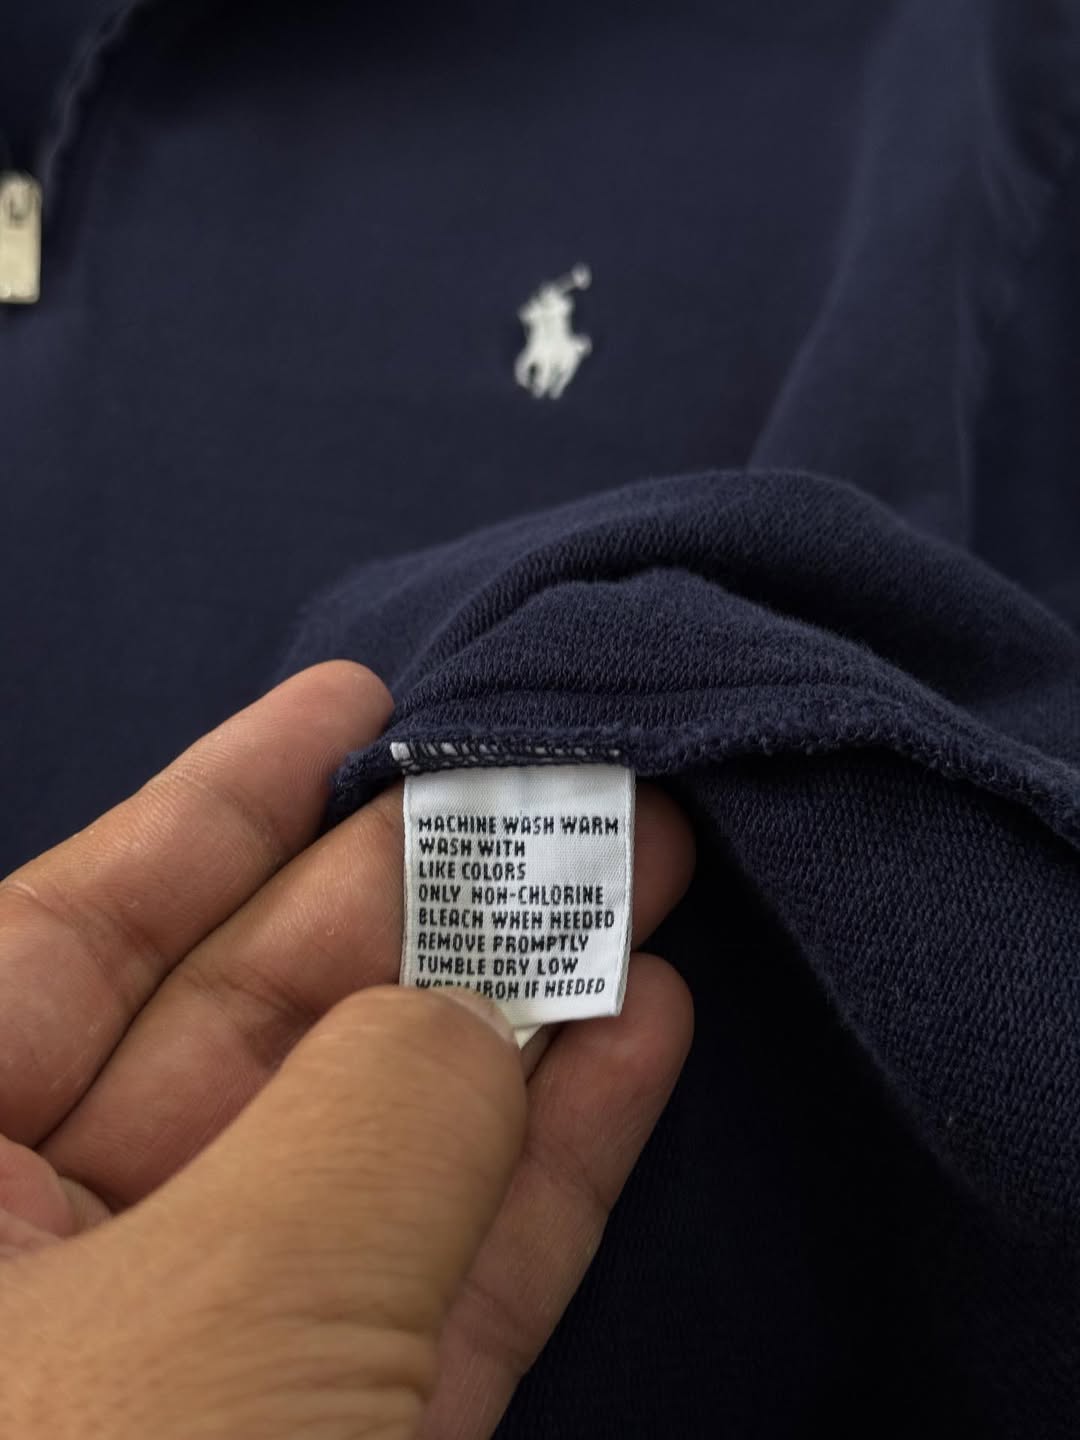 MACHINE WASH WARM
WASH WITH
LIKE COLORS
ONLY NON-CHLORINE
BLEACH WHEN NEEDED
REMOVE PROMPTLY
TUMBLE DRY LOW
WARM IRON IF NEEDED